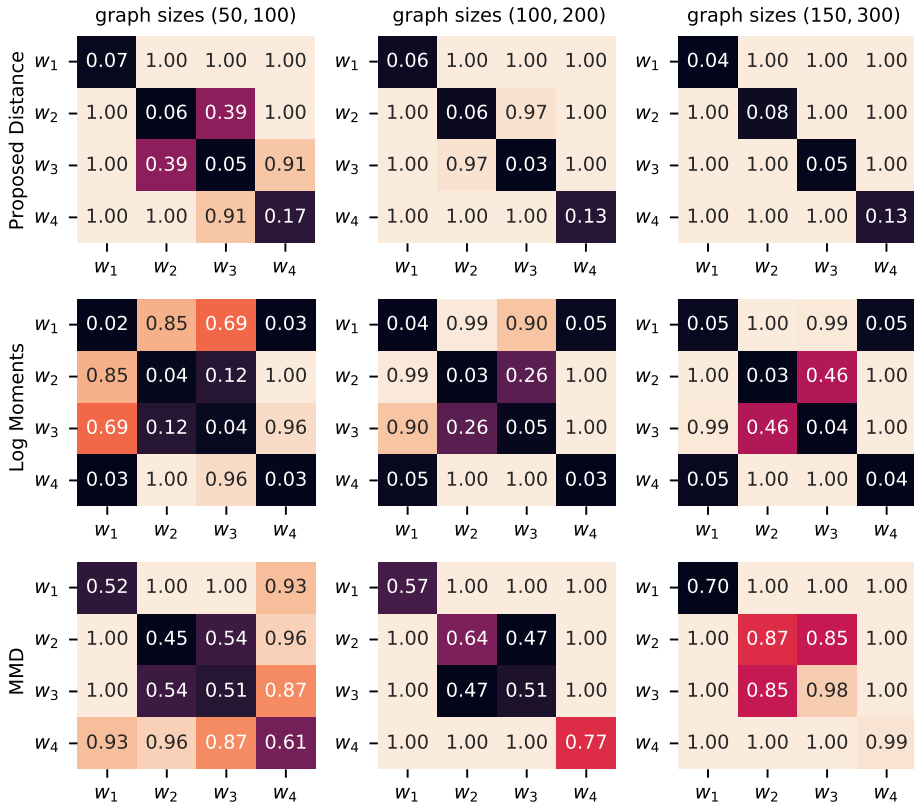 graph sizes (50, 100) graph sizes (100, 200) graph sizes (150, 300)
Proposed Distance
w1 0.07 1.00 1.00 1.00 w1 0.06 1.00 1.00 1.00 w1 0.04 1.00 1.00 1.00
w2 1.00 0.06 0.39 1.00 w2 1.00 0.06 0.97 1.00 w2 1.00 0.08 1.00 1.00
w3 1.00 0.39 0.05 0.91 w3 1.00 0.97 0.03 1.00 w3 1.00 1.00 0.05 1.00
w4 1.00 1.00 0.91 0.17 w4 1.00 1.00 1.00 0.13 w4 1.00 1.00 1.00 0.13
w1 w2 w3 w4 w1 w2 w3 w4 w1 w2 w3 w4
Log Moments
w1 0.02 0.85 0.69 0.03 w1 0.04 0.99 0.90 0.05 w1 0.05 1.00 0.99 0.05
w2 0.85 0.04 0.12 1.00 w2 0.99 0.03 0.26 1.00 w2 1.00 0.03 0.46 1.00
w3 0.69 0.12 0.04 0.96 w3 0.90 0.26 0.05 1.00 w3 0.99 0.46 0.04 1.00
w4 0.03 1.00 0.96 0.03 w4 0.05 1.00 1.00 0.03 w4 0.05 1.00 1.00 0.04
w1 w2 w3 w4 w1 w2 w3 w4 w1 w2 w3 w4
MMD
w1 0.52 1.00 1.00 0.93 w1 0.57 1.00 1.00 1.00 w1 0.70 1.00 1.00 1.00
w2 1.00 0.45 0.54 0.96 w2 1.00 0.64 0.47 1.00 w2 1.00 0.87 0.85 1.00
w3 1.00 0.54 0.51 0.87 w3 1.00 0.47 0.51 1.00 w3 1.00 0.85 0.98 1.00
w4 0.93 0.96 0.87 0.61 w4 1.00 1.00 1.00 0.77 w4 1.00 1.00 1.00 0.99
w1 w2 w3 w4 w1 w2 w3 w4 w1 w2 w3 w4